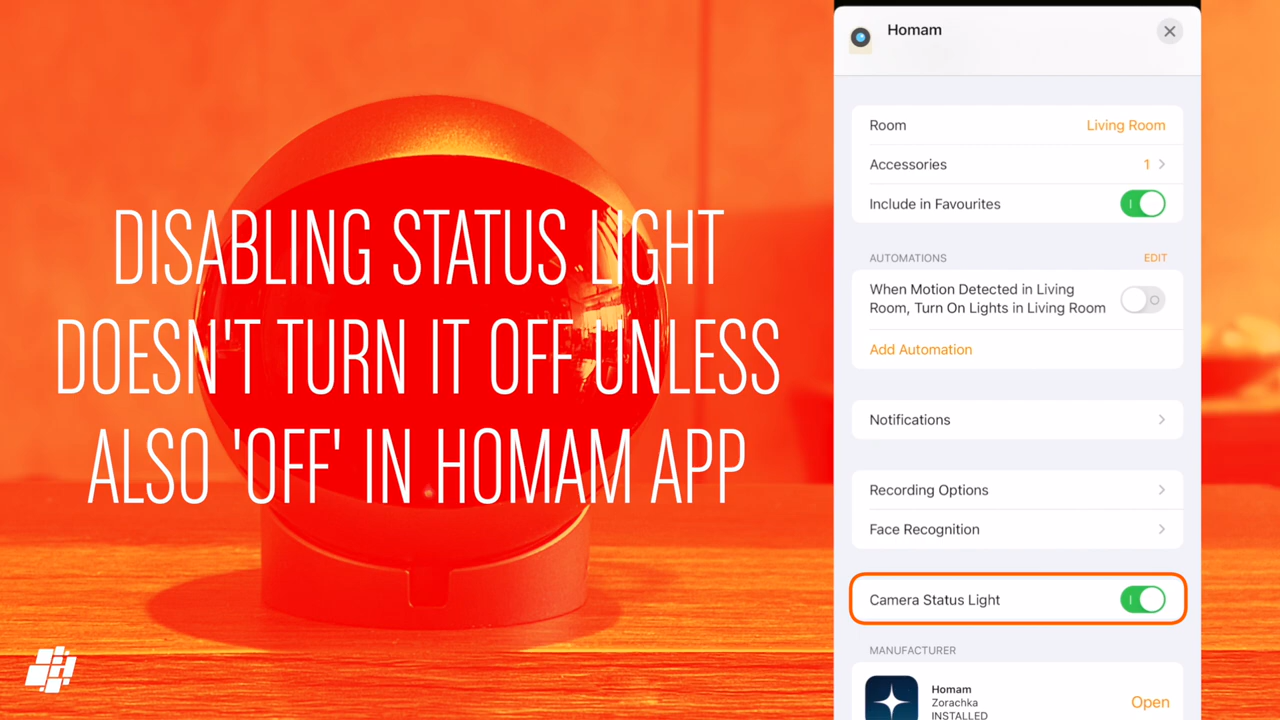 DISABLING STATUS LIGHT
DOESN'T TURN IT OFF UNLESS
ALSO 'OFF' IN HOMAM APP
Homam
Room
Living Room
Accessories
1
Include in Favourites
AUTOMATIONS
EDIT
When Motion Detected in Living
Room, Turn On Lights in Living Room
Add Automation
Notifications
Recording Options
Face Recognition
Camera Status Light
MANUFACTURER
Homam
Zorachka
INSTALLED
Open